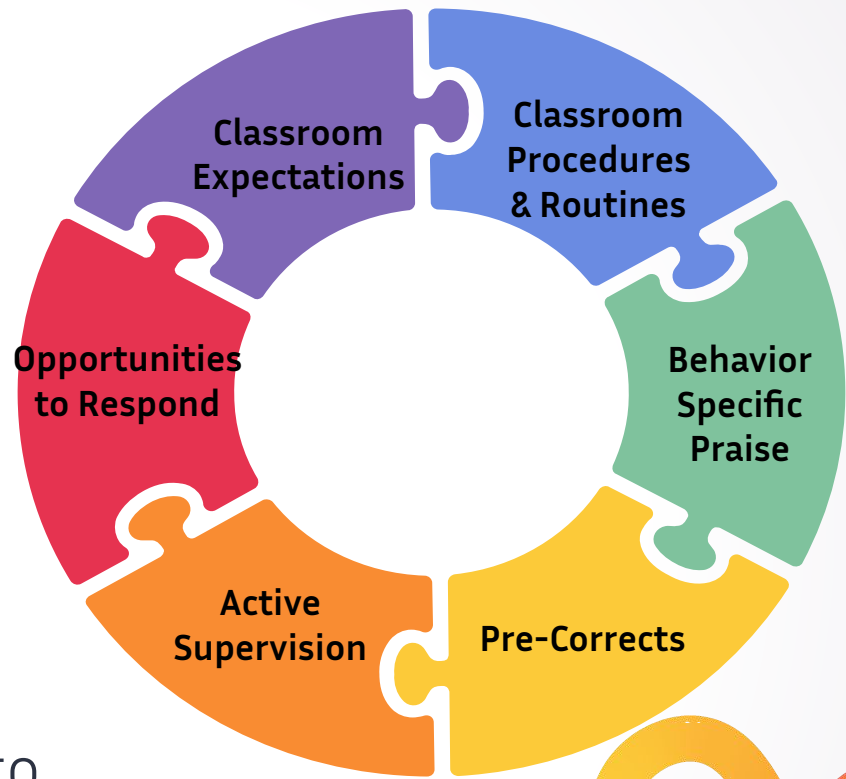 Classroom
Expectations
Classroom
Procedures
& Routines
Opportunities
to Respond
Behavior
Specific
Praise
Active
Supervision
Pre-Corrects